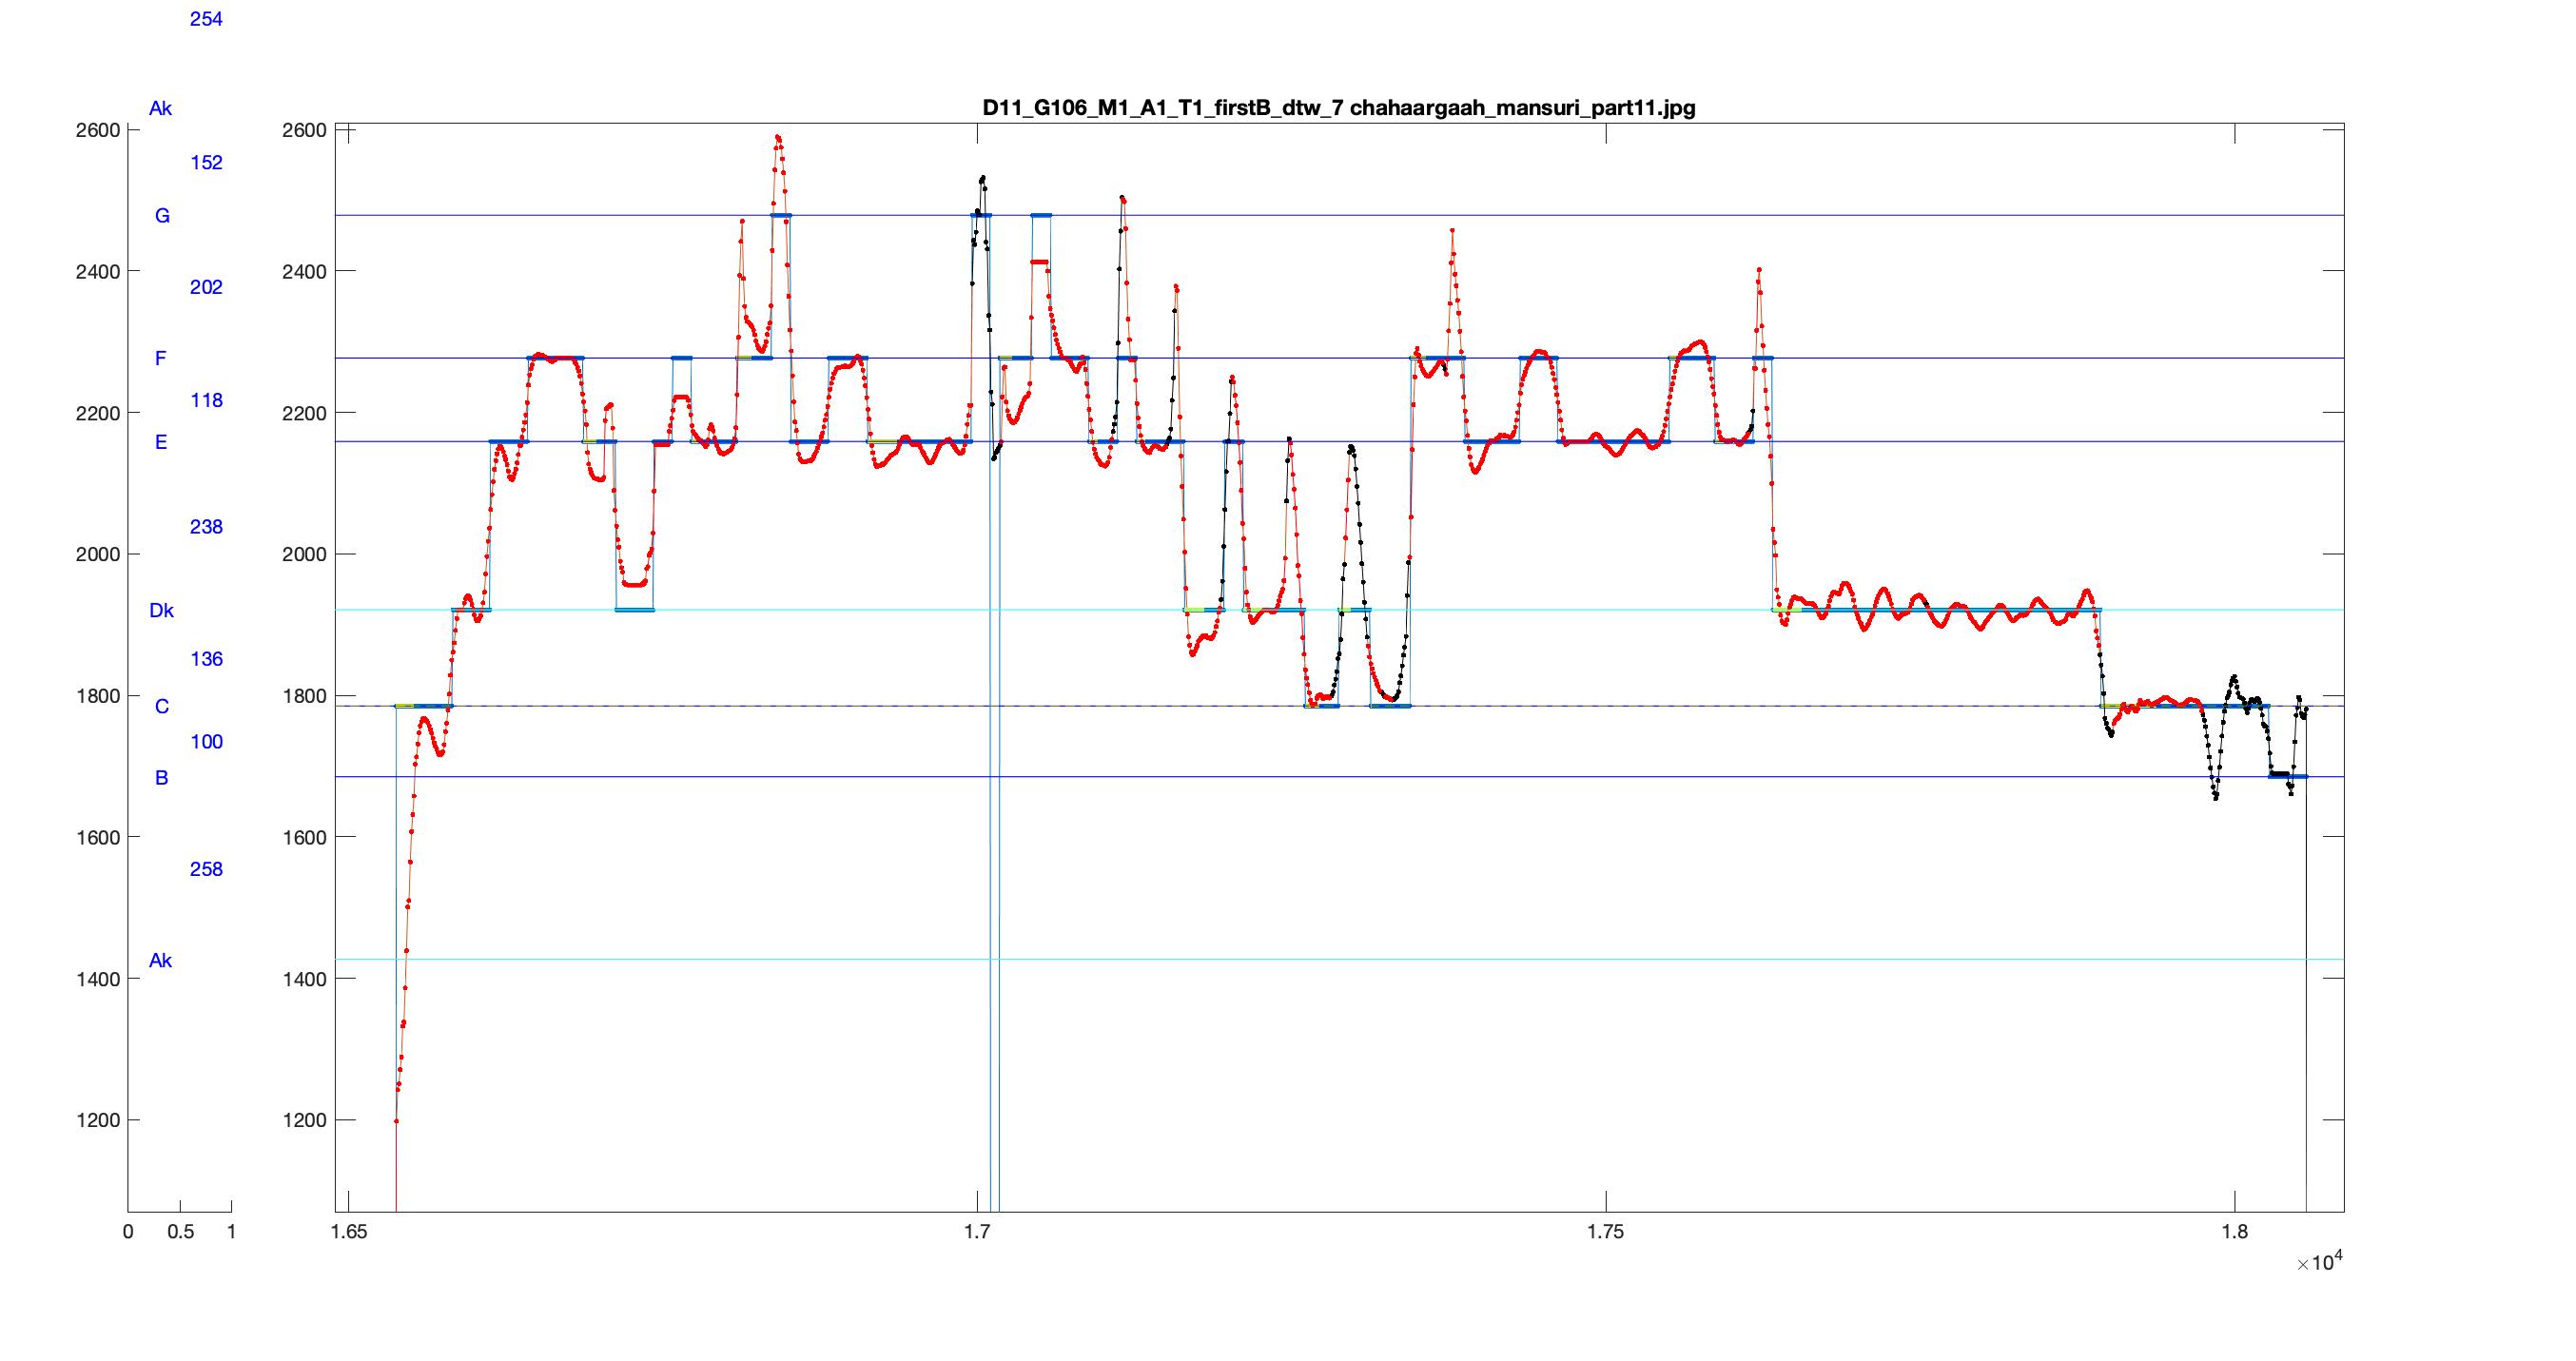 254
D11_G106_M1_A1_T1_firstB_dtw_7 chahaargaah_mansuri_part11.jpg
Ak
2600 2600
152
G
2400 2400
202
F
118
2200 2200
E
238
2000 2000
Dk
136
1800 1800
C
100
B
1600 1600
258
Ak
1400 1400
1200 1200
0 0.5 1 1.65 1.7 1.75 1.8
×10^4